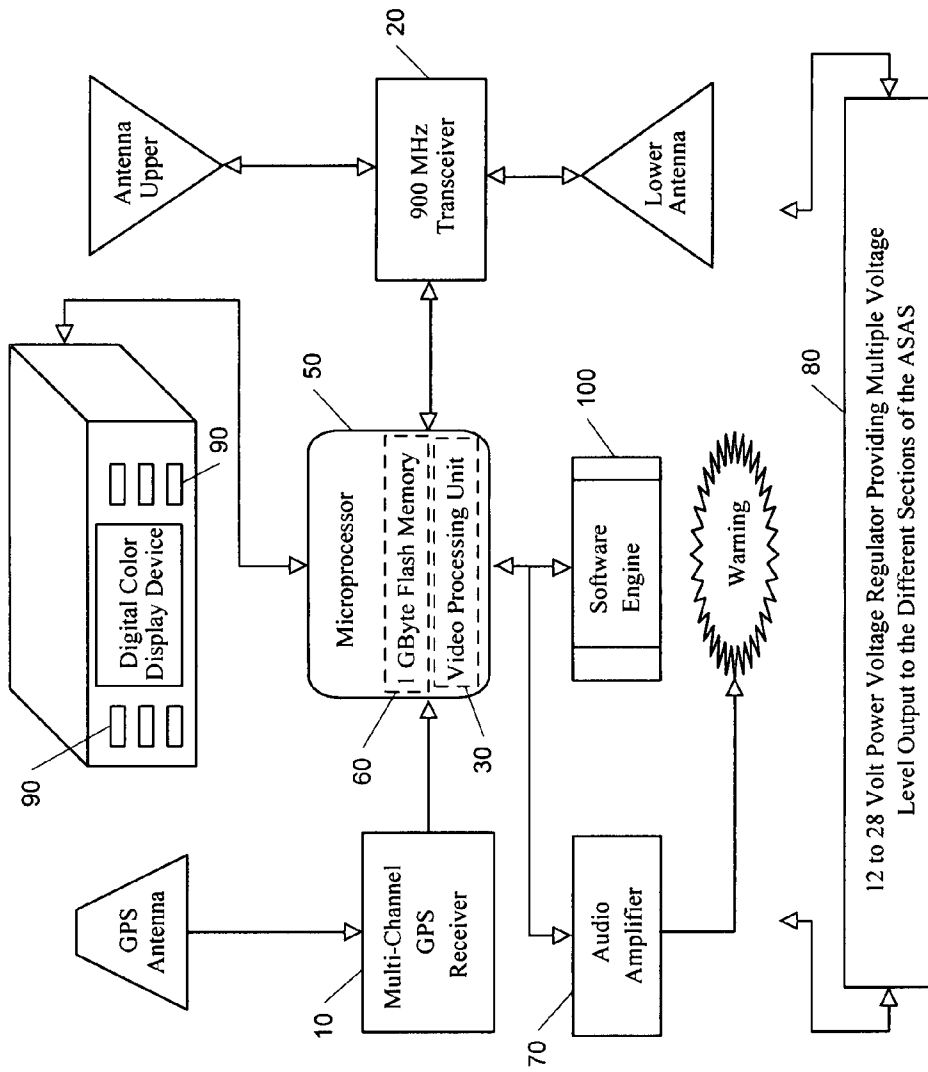 GPS
Antenna
90
Digital Color
Display Device
90
Antenna
Upper
10
Multi-Channel
GPS
Receiver
60
30
50
Microprocessor
1 GByte Flash Memory
Video Processing Unit
20
900 MHz
Transceiver
Lower
Antenna
70
Audio
Amplifier
100
Software
Engine
Warning
80
12 to 28 Volt Power Voltage Regulator Providing Multiple Voltage
Level Output to the Different Sections of the ASAS